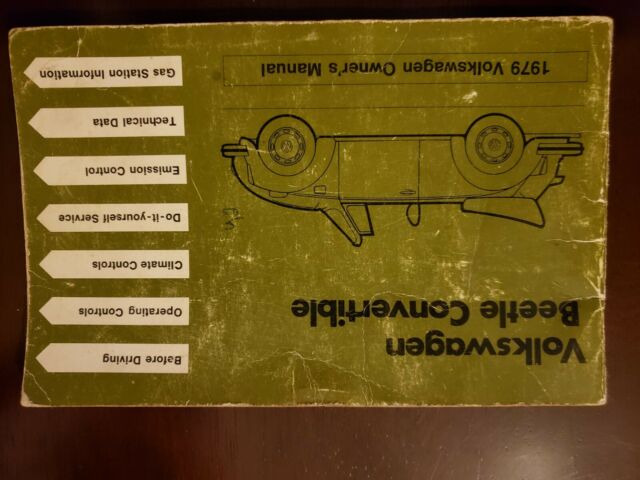 Volkswagen
Beetle Convertible
1979 Volkswagen Owner's Manual
Before Driving
Operating Controls
Climate Controls
Do-it-yourself Service
Emission Control
Technical Data
Gas Station Information